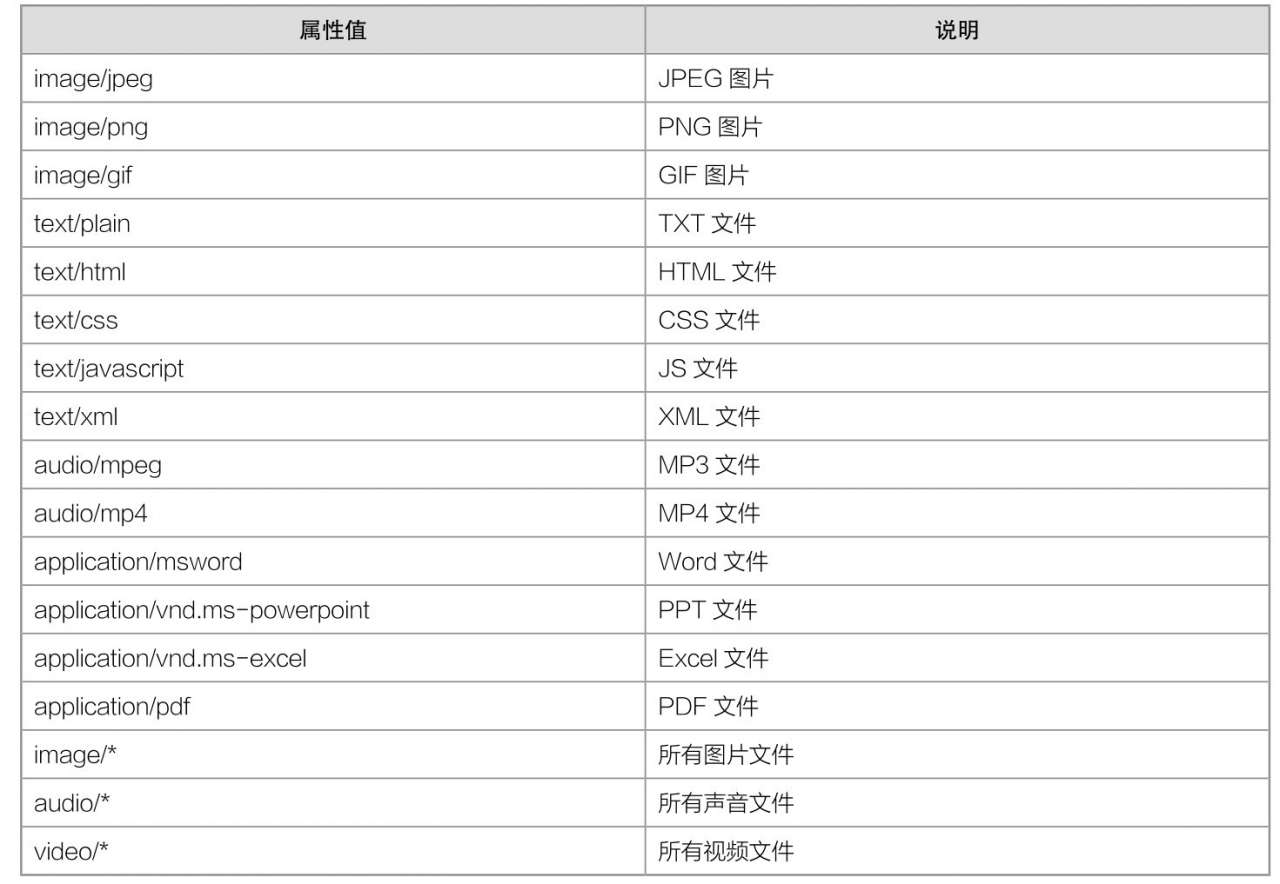 属性值 说明
image/jpeg JPEG 图片
image/png PNG 图片
image/gif GIF 图片
text/plain TXT 文件
text/html HTML 文件
text/css CSS 文件
text/javascript JS 文件
text/xml XML 文件
audio/mpeg MP3 文件
audio/mp4 MP4 文件
application/msword Word 文件
application/vnd.ms-powerpoint PPT 文件
application/vnd.ms-excel Excel 文件
application/pdf PDF 文件
image/* 所有图片文件
audio/* 所有声音文件
video/* 所有视频文件